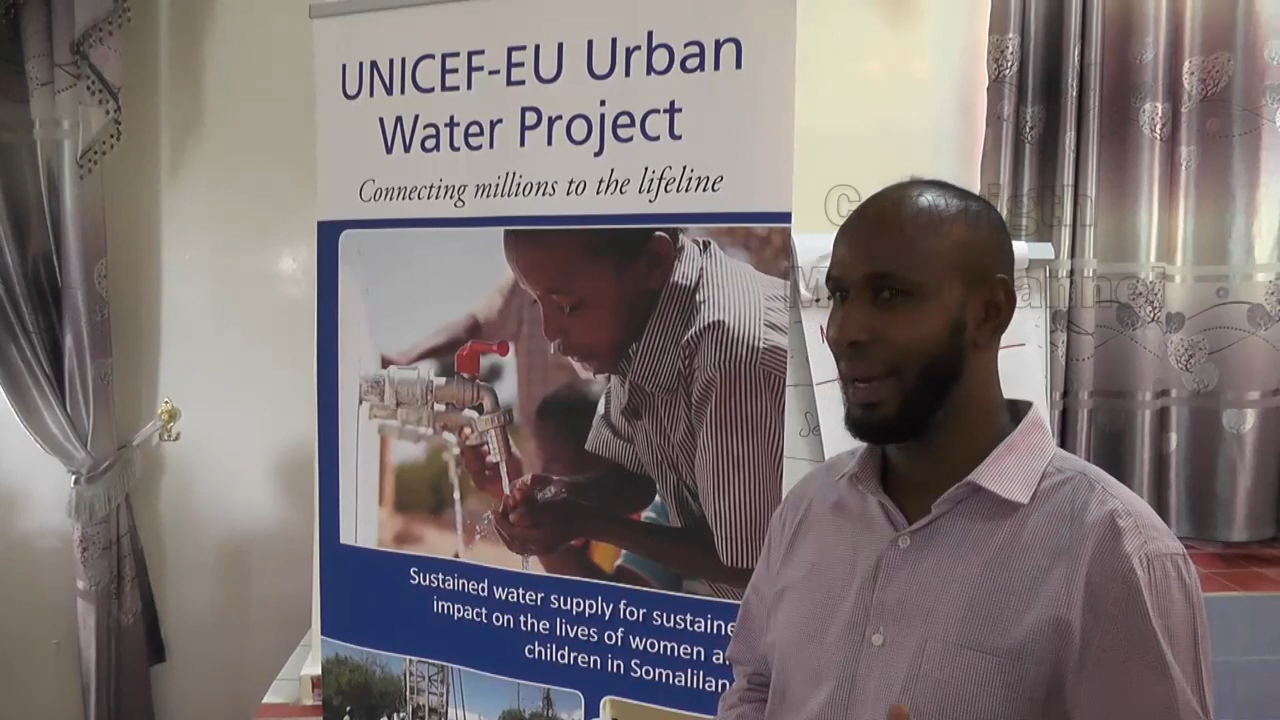 UNICEF-EU Urban
Water Project
Connecting millions to the lifeline
Sustained water supply for sustaine
impact on the lives of women a
children in Somalilan